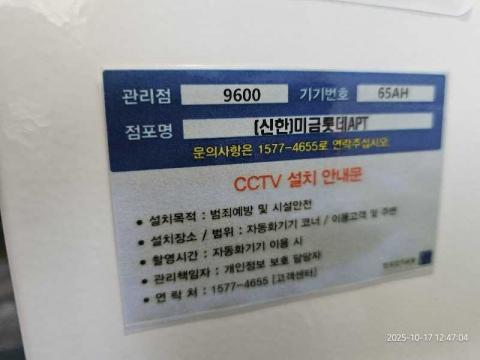 관리점 9600 기기번호 65AH
점포명 [신한]미금롯데APT
문의사항은 1577-4655로 연락주십시오.
CCTV 설치 안내문
• 설치목적 : 범죄예방 및 시설안전
• 설치장소 / 범위 : 자동화기기 코너 / 이용고객 및 주변
• 촬영시간 : 자동화기기 이용 시
• 관리책임자 : 개인정보 보호 담당자
• 연 락 처 : 1577-4655 [고객센터]
2025-10-17 12:47:04